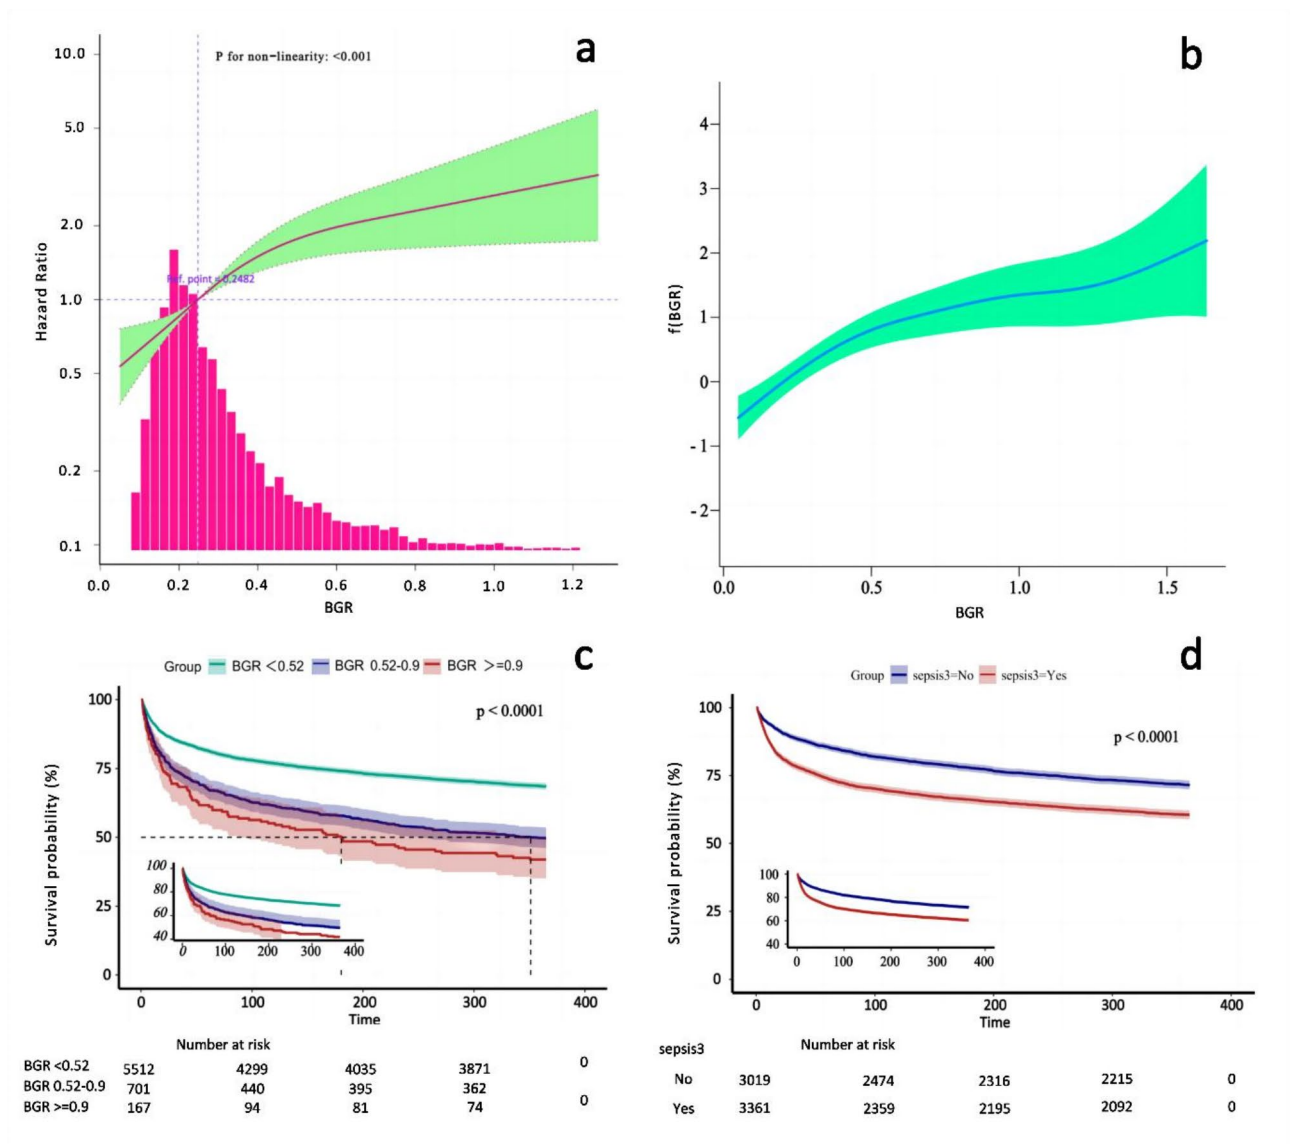 a
P for non-linearity: <0.001
10.0
5.0
2.0
1.0
0.5
0.2
0.1
Hazard Ratio
Ref. point = 0.2482
0.0 0.2 0.4 0.6 0.8 1.0 1.2
BGR
b
4
3
2
1
0
-1
-2
f(BGR)
0.0 0.5 1.0 1.5
BGR
c
Group BGR <0.52 BGR 0.52-0.9 BGR >=0.9
p < 0.0001
100
75
50
25
0
Survival probability (%)
100
80
60
40
0 100 200 300 400
0 100 200 300 400
Time
Number at risk
BGR <0.52 5512 4299 4035 3871 0
BGR 0.52-0.9 701 440 395 362
BGR >=0.9 167 94 81 74 0
d
Group sepsis3=No sepsis3=Yes
p < 0.0001
100
75
50
25
0
Survival probability (%)
100
80
60
40
0 100 200 300 400
0 100 200 300 400
Time
sepsis3 Number at risk
No 3019 2474 2316 2215 0
Yes 3361 2359 2195 2092 0